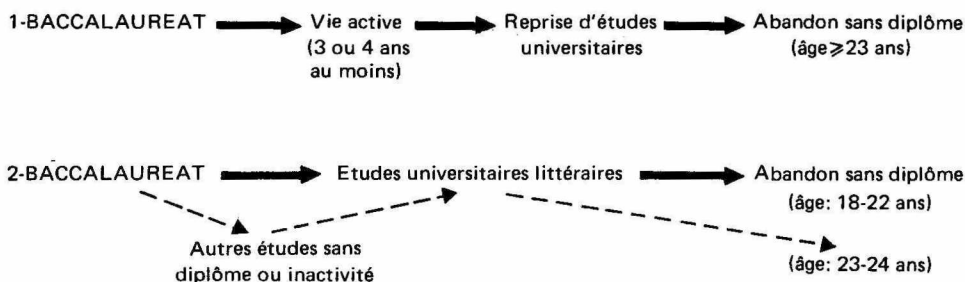 1-BACCALAUREAT
Vie active
(3 ou 4 ans
au moins)
Reprise d'études
universitaires
Abandon sans diplôme
(âge⩾23 ans)
2-BACCALAUREAT
Etudes universitaires littéraires
Abandon sans diplôme
(âge: 18-22 ans)
Autres études sans
diplôme ou inactivité
(âge: 23-24 ans)